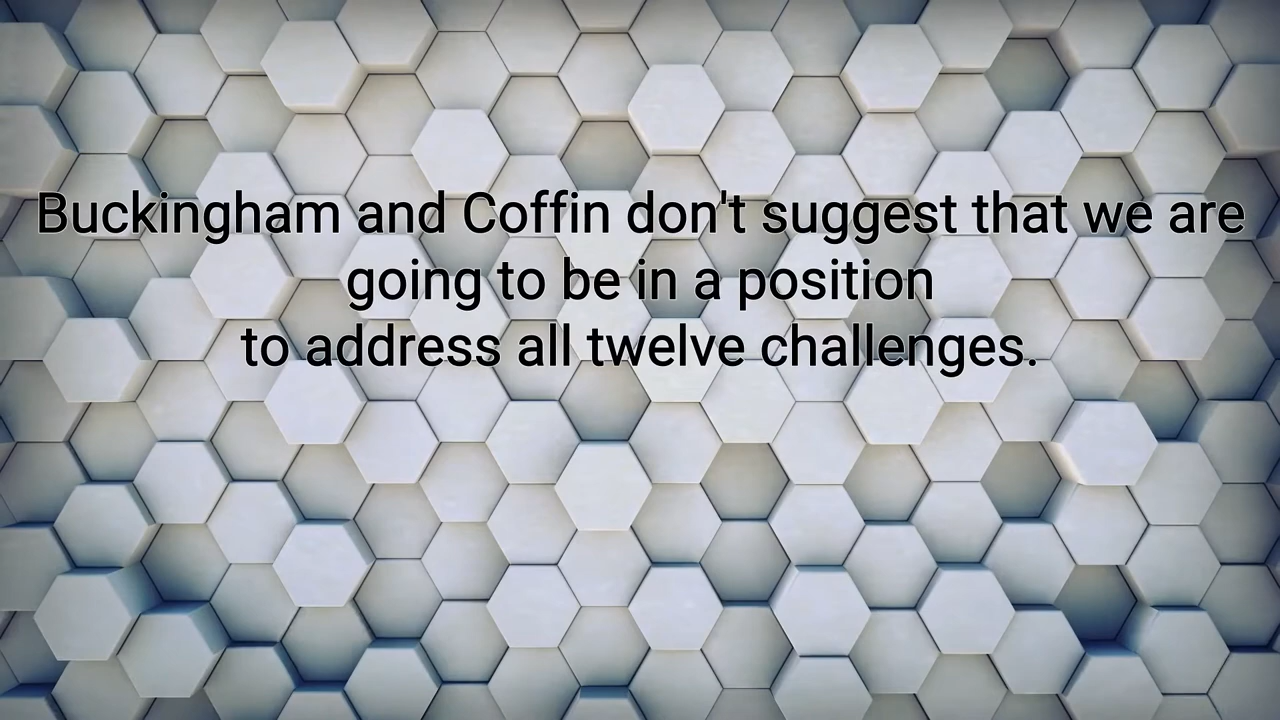 Buckingham and Coffin don't suggest that we are
going to be in a position
to address all twelve challenges.